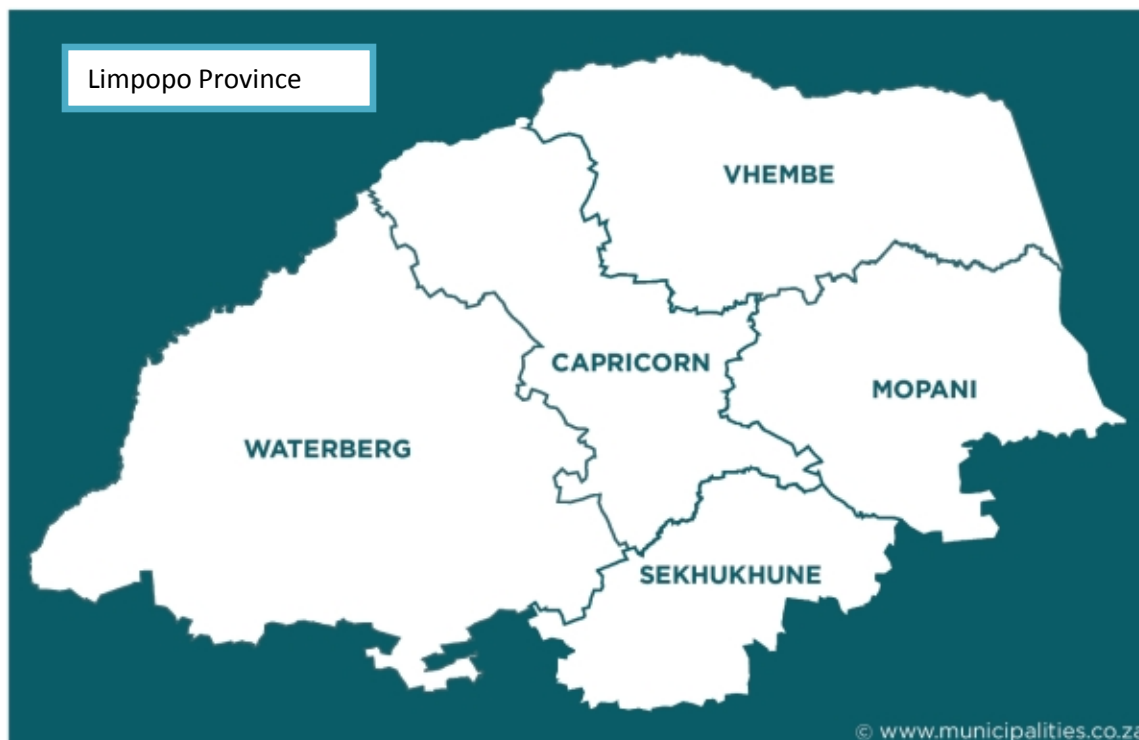 Limpopo Province
VHEMBE
CAPRICORN
MOPANI
WATERBERG
SEKHUKHUNE
© www.municipalities.co.za